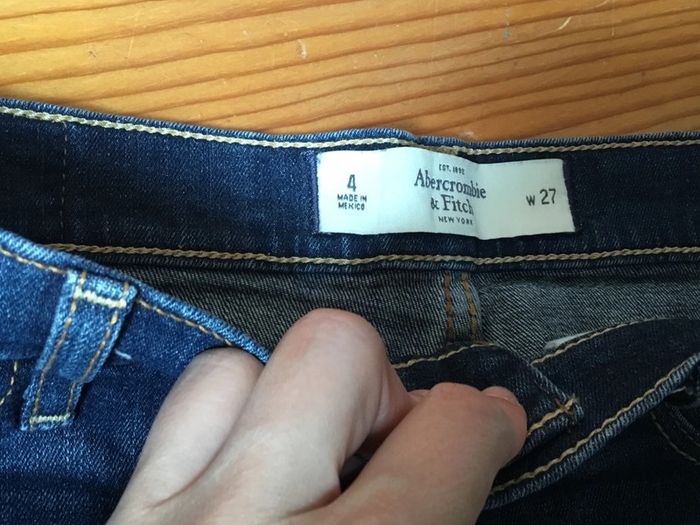 4
MADE IN
MEXICO
EST. 1892
Abercrombie
& Fitch
NEW YORK
W 27